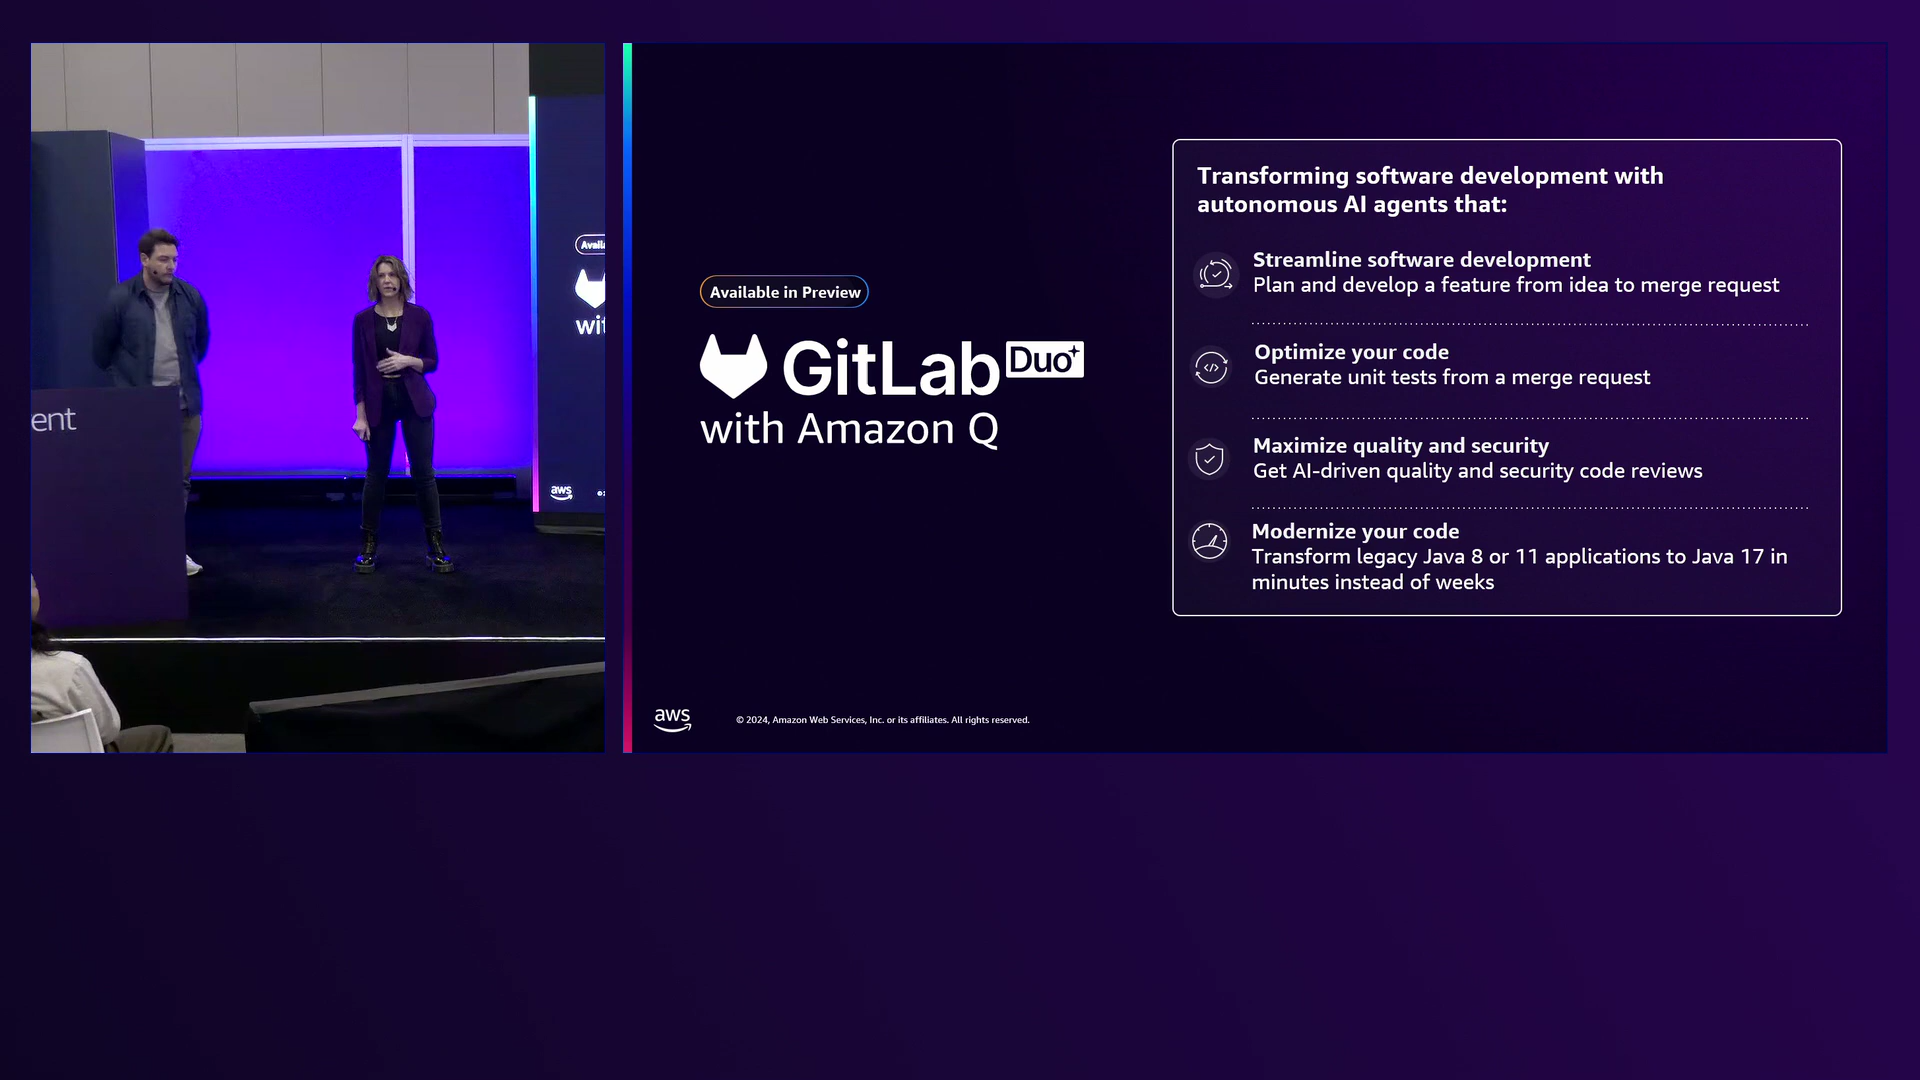 Avail
wit
ent
aws
Available in Preview
GitLab Duo
with Amazon Q
Transforming software development with
autonomous AI agents that:
Streamline software development
Plan and develop a feature from idea to merge request
Optimize your code
Generate unit tests from a merge request
Maximize quality and security
Get AI-driven quality and security code reviews
Modernize your code
Transform legacy Java 8 or 11 applications to Java 17 in
minutes instead of weeks
aws
© 2024, Amazon Web Services, Inc. or its affiliates. All rights reserved.